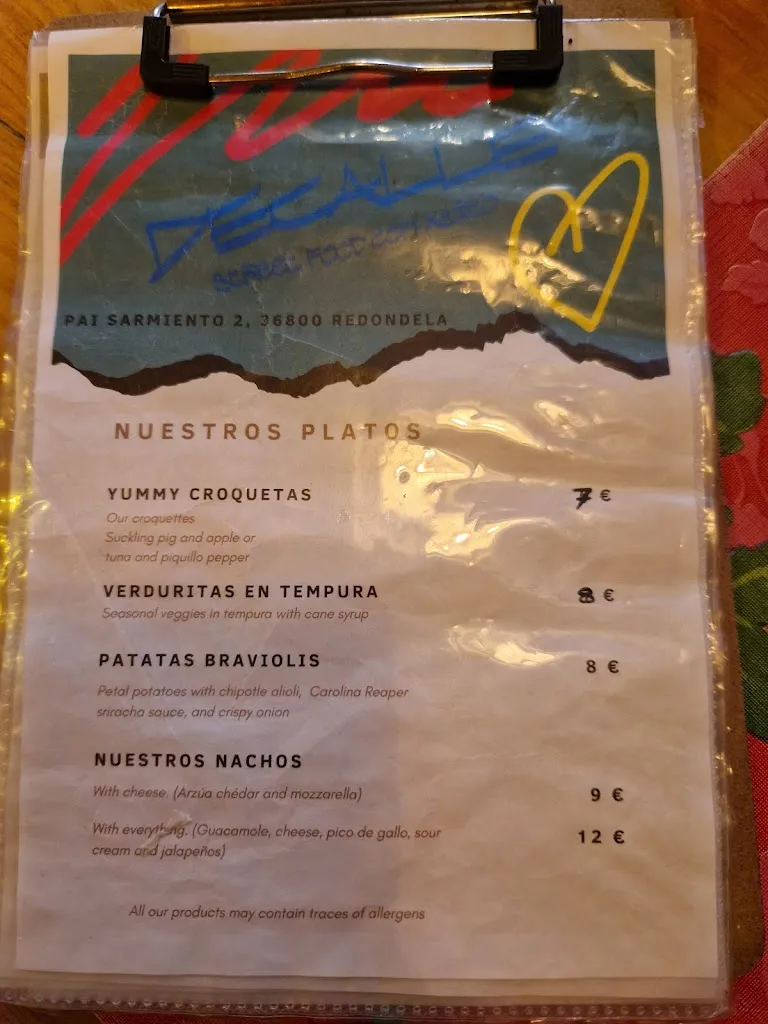 DECALLE
PAI SARMIENTO 2, 36800 REDONDELA
NUESTROS PLATOS
YUMMY CROQUETAS 7 €
Our croquettes
Suckling pig and apple or
tuna and piquillo pepper
VERDURITAS EN TEMPURA 8 €
Seasonal veggies in tempura with cane syrup
PATATAS BRAVIOLIS 8 €
Petal potatoes with chipotle alioli, Carolina Reaper
sriracha sauce, and crispy onion
NUESTROS NACHOS
With cheese. (Arzúa chédar and mozzarella) 9 €
With everything. (Guacamole, cheese, pico de gallo, sour 12 €
cream and jalapeños)
All our products may contain traces of allergens